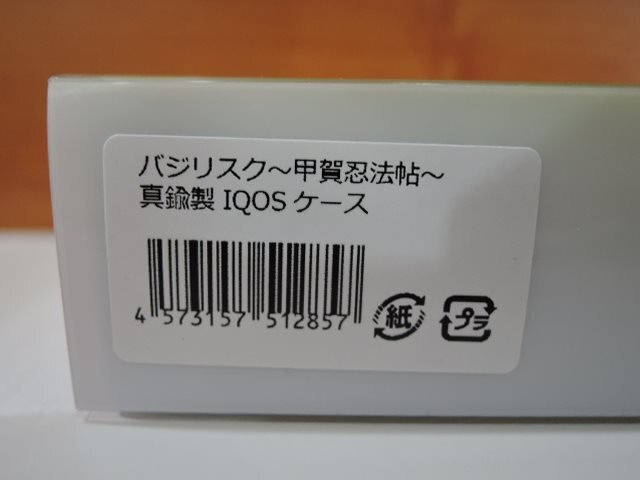 バジリスク～甲賀忍法帖～
真鍮製 IQOS ケース
4 573157 512857
紙 プラ